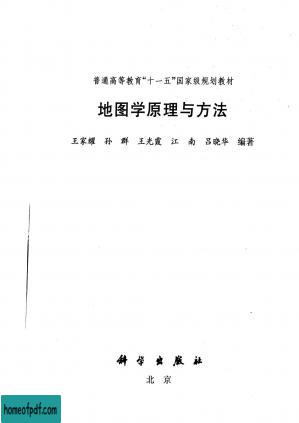 普通高等教育“十一五”国家级规划教材
地图学原理与方法
王家耀 孙 群 王光霞 江 南 吕晓华 编著
科学出版社
北 京
homeofpdf.com